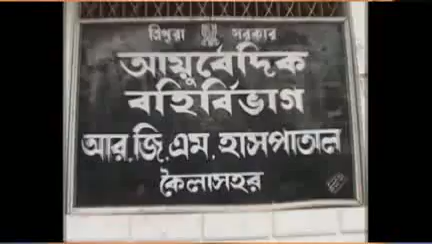 ত্রিপুরা সরকার
আয়ুর্বেদিক
বহির্বিভাগ
আর.জি.এম. হাসপাতাল
কৈলাসহর